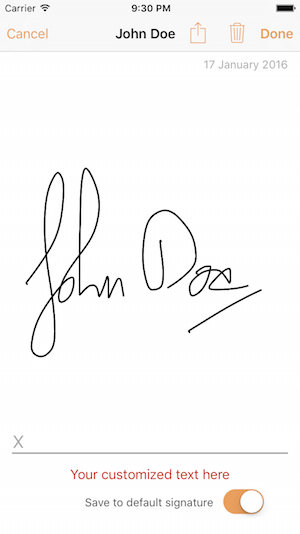 Carrier 9:30 PM
Cancel John Doe Done
17 January 2016
John Doe
X
Your customized text here
Save to default signature